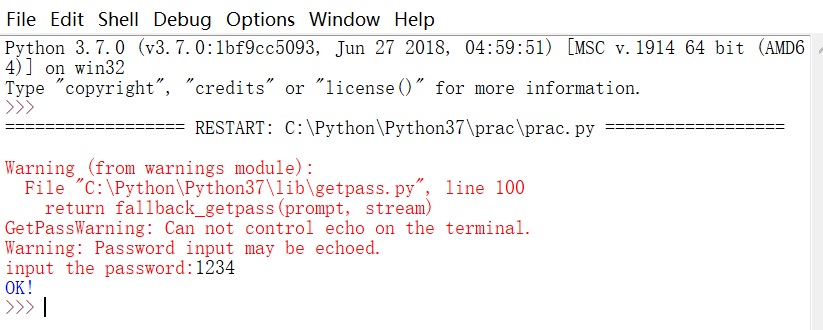 File Edit Shell Debug Options Window Help
Python 3.7.0 (v3.7.0:1bf9cc5093, Jun 27 2018, 04:59:51) [MSC v.1914 64 bit (AMD6
4)] on win32
Type "copyright", "credits" or "license()" for more information.
>>>
================== RESTART: C:\Python\Python37\prac\prac.py ==================
Warning (from warnings module):
  File "C:\Python\Python37\lib\getpass.py", line 100
    return fallback_getpass(prompt, stream)
GetPassWarning: Can not control echo on the terminal.
Warning: Password input may be echoed.
input the password:1234
OK!
>>>